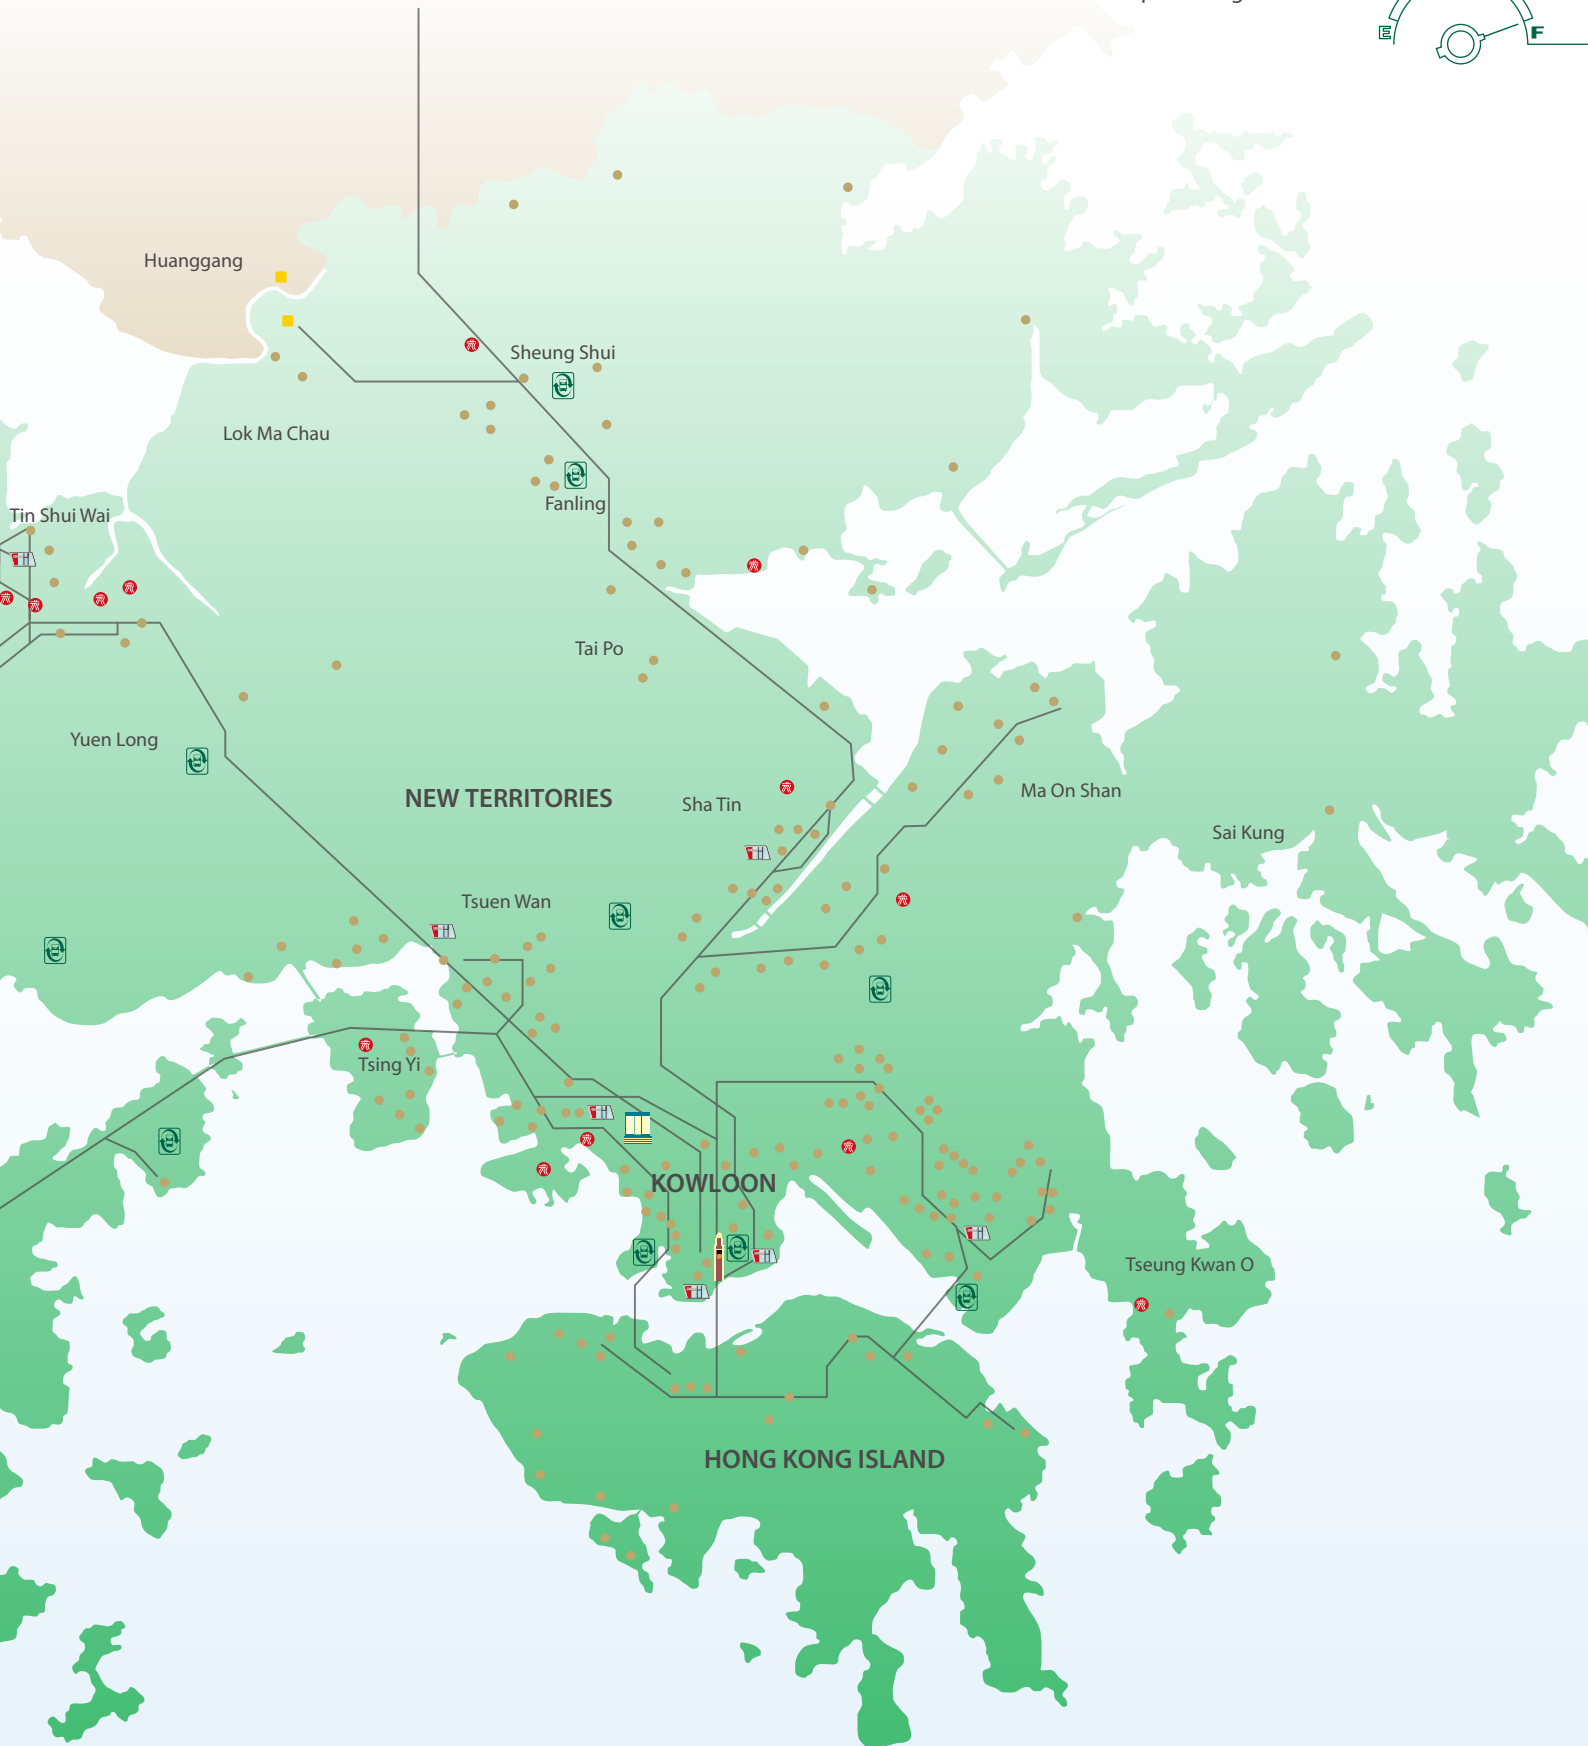 E
F
Huanggang
Sheung Shui
Lok Ma Chau
Fanling
Tin Shui Wai
Tai Po
Yuen Long
NEW TERRITORIES
Sha Tin
Ma On Shan
Sai Kung
Tsuen Wan
Tsing Yi
KOWLOON
Tseung Kwan O
HONG KONG ISLAND